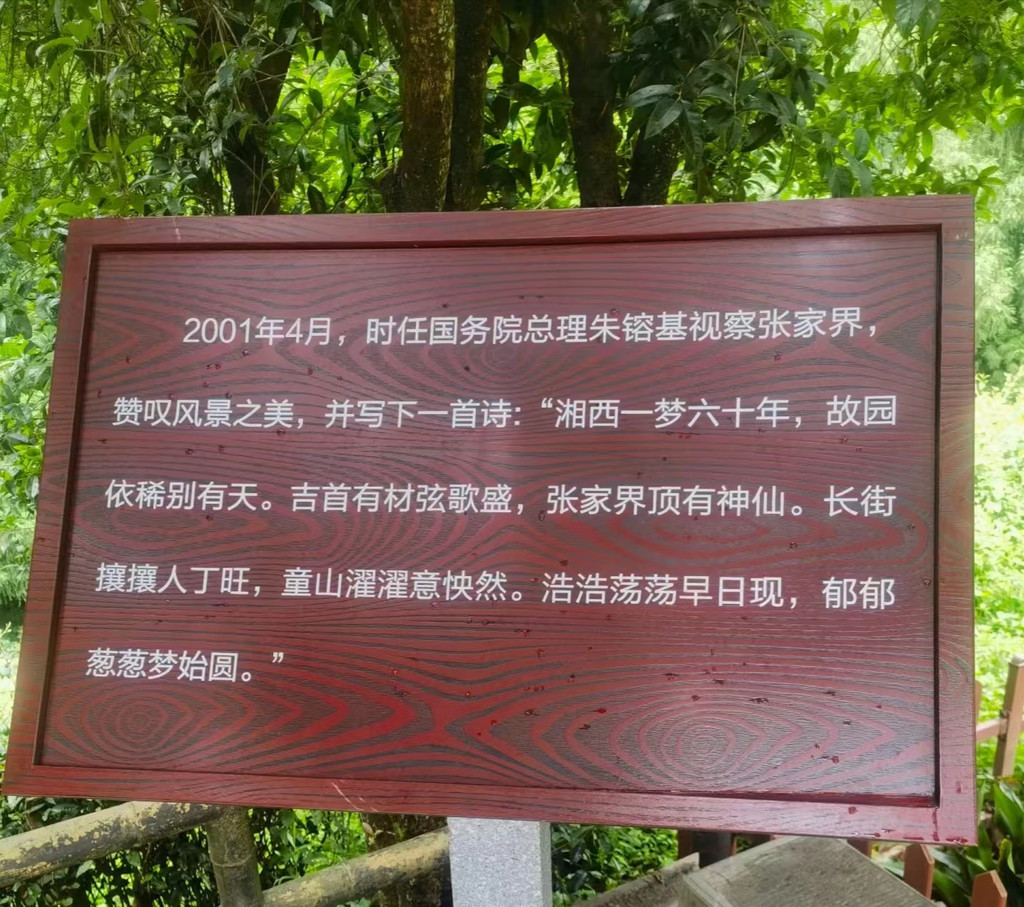 2001年4月，时任国务院总理朱镕基视察张家界，
赞叹风景之美，并写下一首诗：“湘西一梦六十年，故园
依稀别有天。吉首有材弦歌盛，张家界顶有神仙。长街
攘攘人丁旺，童山濯濯意怏然。浩浩荡荡早日现，郁郁
葱葱梦始圆。”